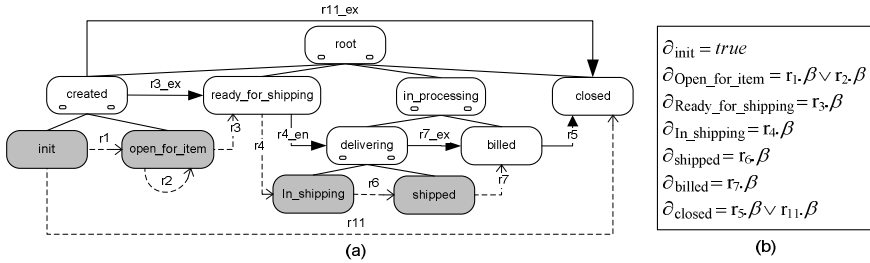 r11_ex
root
created
r3_ex
ready_for_shipping
in_processing
closed
init
r1
open_for_item
r3
r4
r4_en
delivering
r7_ex
billed
r5
r2
In_shipping
r6
shipped
r7
r11
(a)
∂init = true
∂Open_for_item = r₁.β ∨ r₂.β
∂Ready_for_shipping = r₃.β
∂In_shipping = r₄.β
∂shipped = r₆.β
∂billed = r₇.β
∂closed = r₅.β ∨ r₁₁.β
(b)